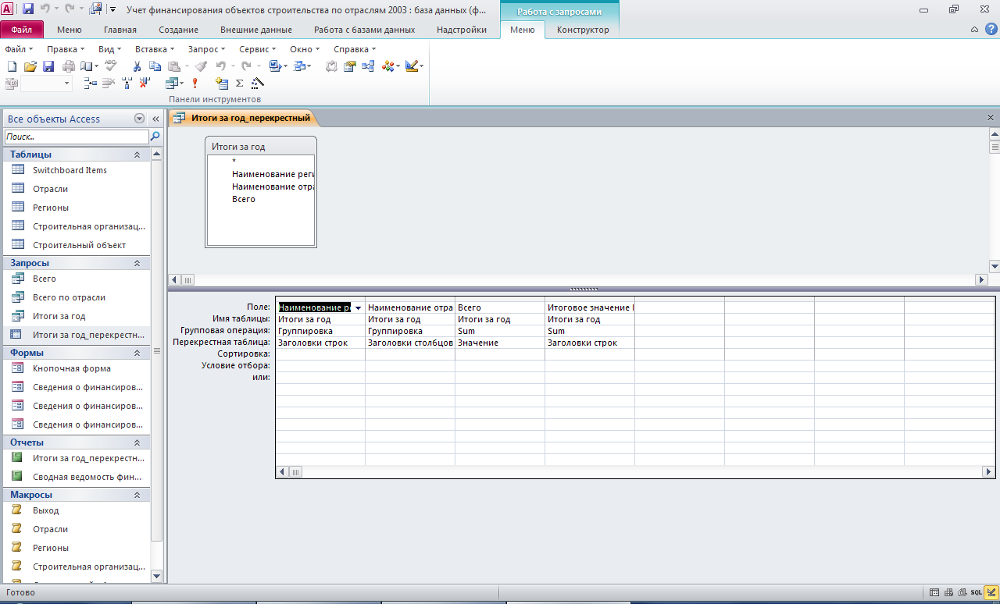 Учет финансирования объектов строительства по отраслям 2003 : база данных (ф...
Работа с запросами
Файл Меню Главная Создание Внешние данные Работа с базами данных Надстройки Меню Конструктор
Файл Правка Вид Вставка Запрос Сервис Окно Справка
Панели инструментов
Все объекты Access
Поиск...
Таблицы
Switchboard Items
Отрасли
Регионы
Строительная организац...
Строительный объект
Запросы
Всего
Всего по отрасли
Итоги за год
Итоги за год_перекрестн...
Формы
Кнопочная форма
Сведения о финансиров...
Сведения о финансиров...
Сведения о финансиров...
Отчеты
Итоги за год_перекрестн...
Сводная ведомость фин...
Макросы
Выход
Отрасли
Регионы
Строительная организац...
Итоги за год_перекрестный
Итоги за год
*
Наименование реги
Наименование отра
Всего
Поле: Наименование р Наименование отра Всего Итоговое значение
Имя таблицы: Итоги за год Итоги за год Итоги за год Итоги за год
Групповая операция: Группировка Группировка Sum Sum
Перекрестная таблица: Заголовки строк Заголовки столбцов Значение Заголовки строк
Сортировка:
Условие отбора:
или:
Готово
SQL